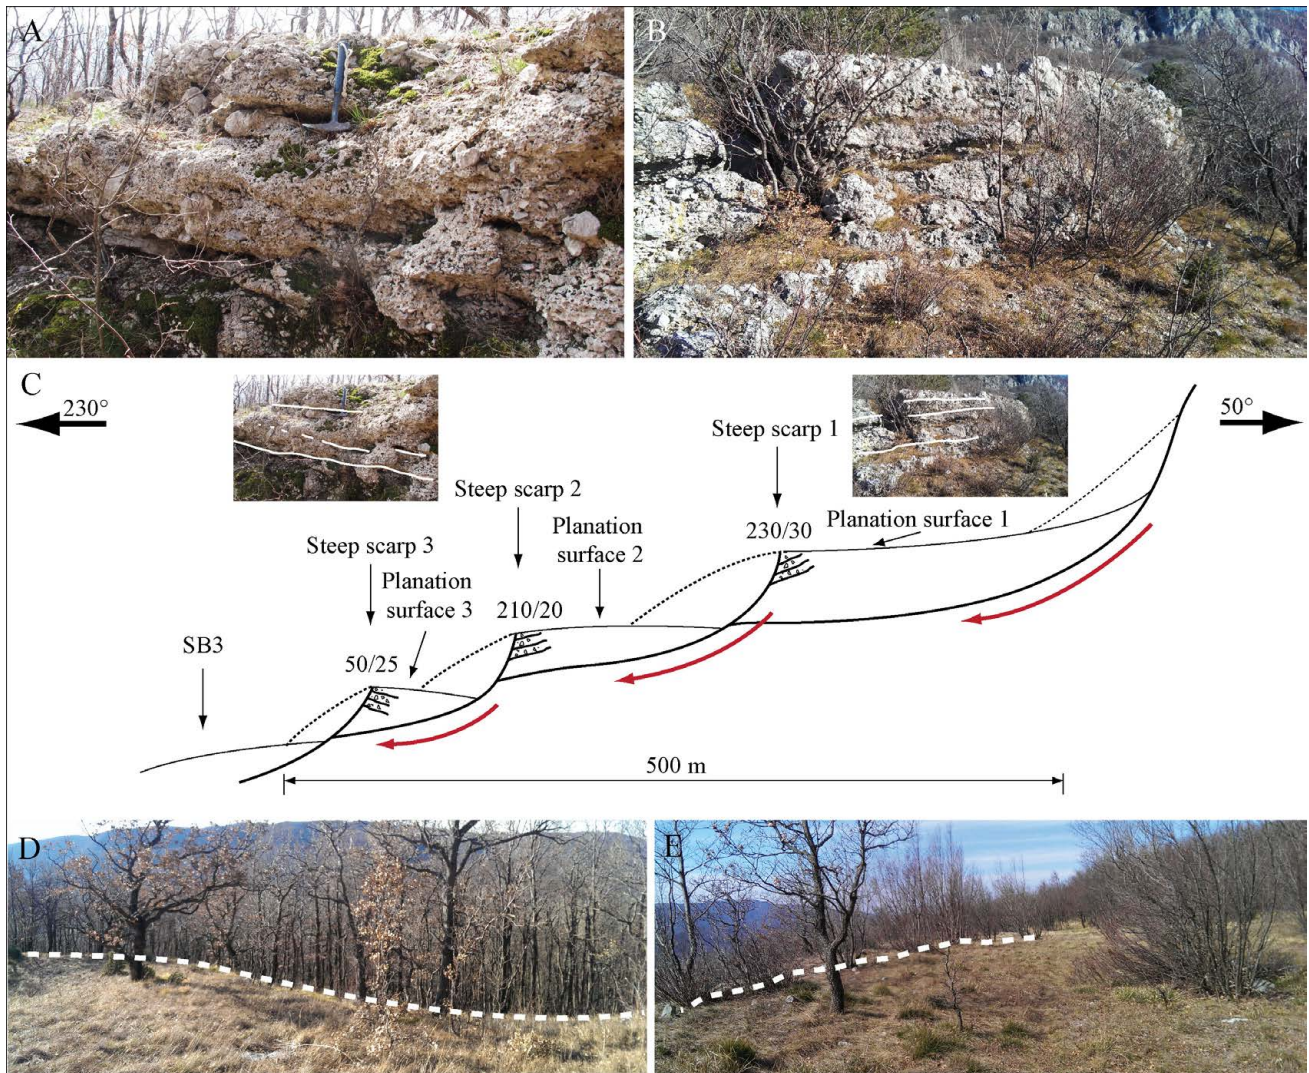 A
B
C
230°
50°
Steep scarp 1
Steep scarp 2
230/30
Planation surface 1
Planation
surface 2
Steep scarp 3
Planation
surface 3
210/20
SB3
50/25
500 m
D
E